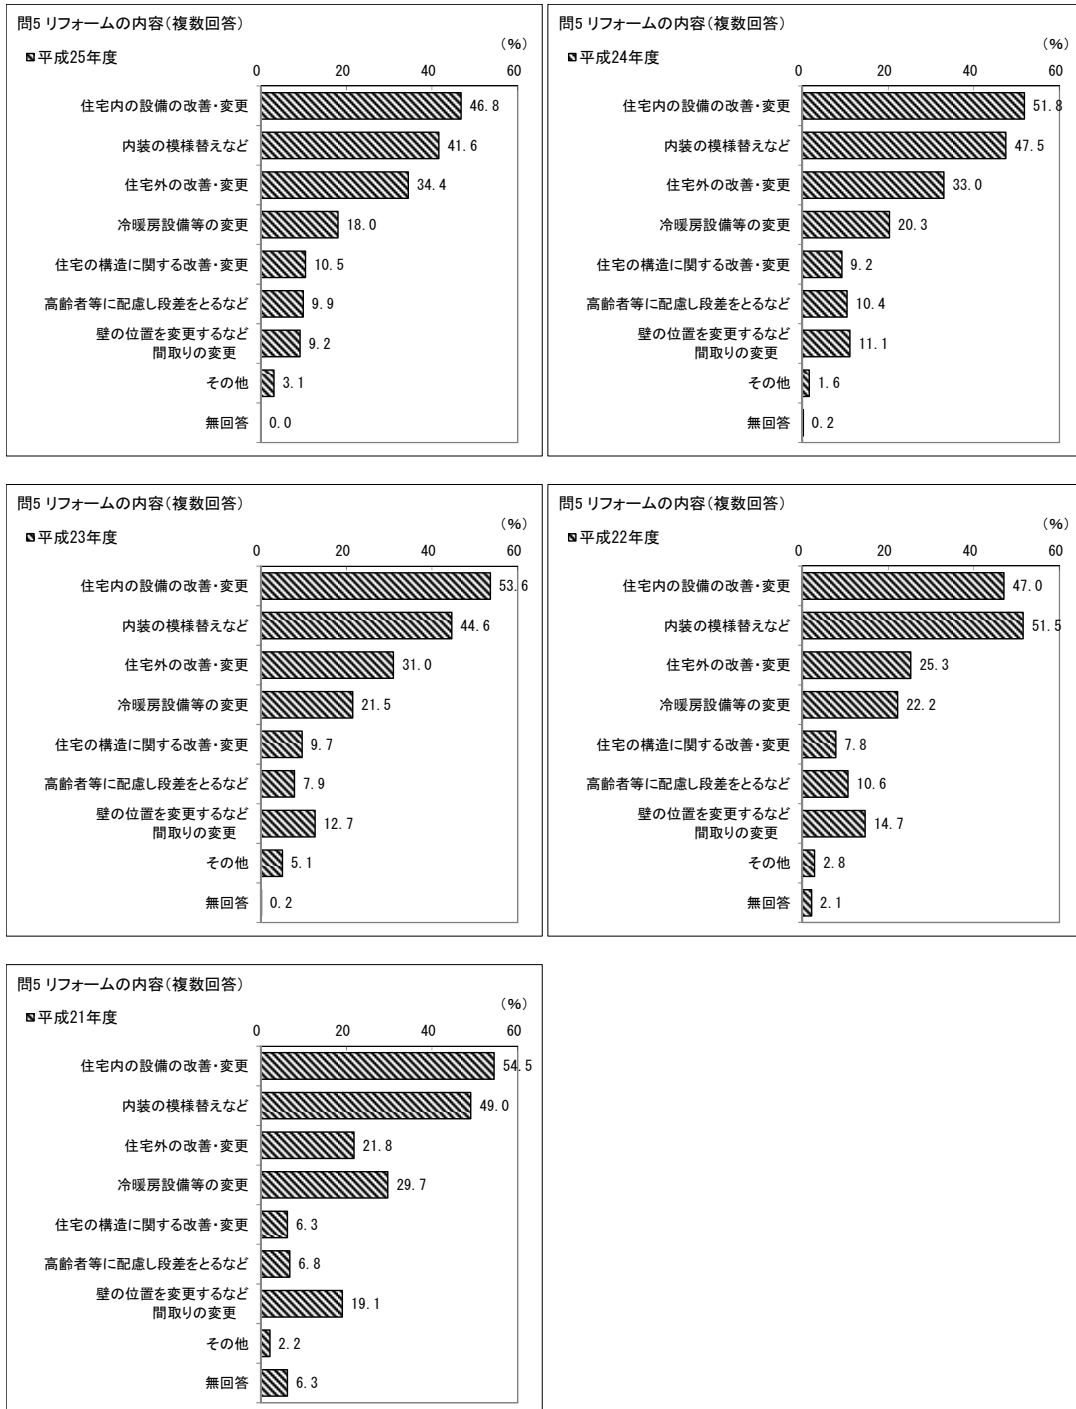 問5 リフォームの内容(複数回答)
(%)
平成25年度
0 20 40 60
住宅内の設備の改善・変更 46.8
内装の模様替えなど 41.6
住宅外の改善・変更 34.4
冷暖房設備等の変更 18.0
住宅の構造に関する改善・変更 10.5
高齢者等に配慮し段差をとるなど 9.9
壁の位置を変更するなど
間取りの変更 9.2
その他 3.1
無回答 0.0
問5 リフォームの内容(複数回答)
(%)
平成24年度
0 20 40 60
住宅内の設備の改善・変更 51.8
内装の模様替えなど 47.5
住宅外の改善・変更 33.0
冷暖房設備等の変更 20.3
住宅の構造に関する改善・変更 9.2
高齢者等に配慮し段差をとるなど 10.4
壁の位置を変更するなど
間取りの変更 11.1
その他 1.6
無回答 0.2
問5 リフォームの内容(複数回答)
(%)
平成23年度
0 20 40 60
住宅内の設備の改善・変更 53.6
内装の模様替えなど 44.6
住宅外の改善・変更 31.0
冷暖房設備等の変更 21.5
住宅の構造に関する改善・変更 9.7
高齢者等に配慮し段差をとるなど 7.9
壁の位置を変更するなど
間取りの変更 12.7
その他 5.1
無回答 0.2
問5 リフォームの内容(複数回答)
(%)
平成22年度
0 20 40 60
住宅内の設備の改善・変更 47.0
内装の模様替えなど 51.5
住宅外の改善・変更 25.3
冷暖房設備等の変更 22.2
住宅の構造に関する改善・変更 7.8
高齢者等に配慮し段差をとるなど 10.6
壁の位置を変更するなど
間取りの変更 14.7
その他 2.8
無回答 2.1
問5 リフォームの内容(複数回答)
(%)
平成21年度
0 20 40 60
住宅内の設備の改善・変更 54.5
内装の模様替えなど 49.0
住宅外の改善・変更 21.8
冷暖房設備等の変更 29.7
住宅の構造に関する改善・変更 6.3
高齢者等に配慮し段差をとるなど 6.8
壁の位置を変更するなど
間取りの変更 19.1
その他 2.2
無回答 6.3